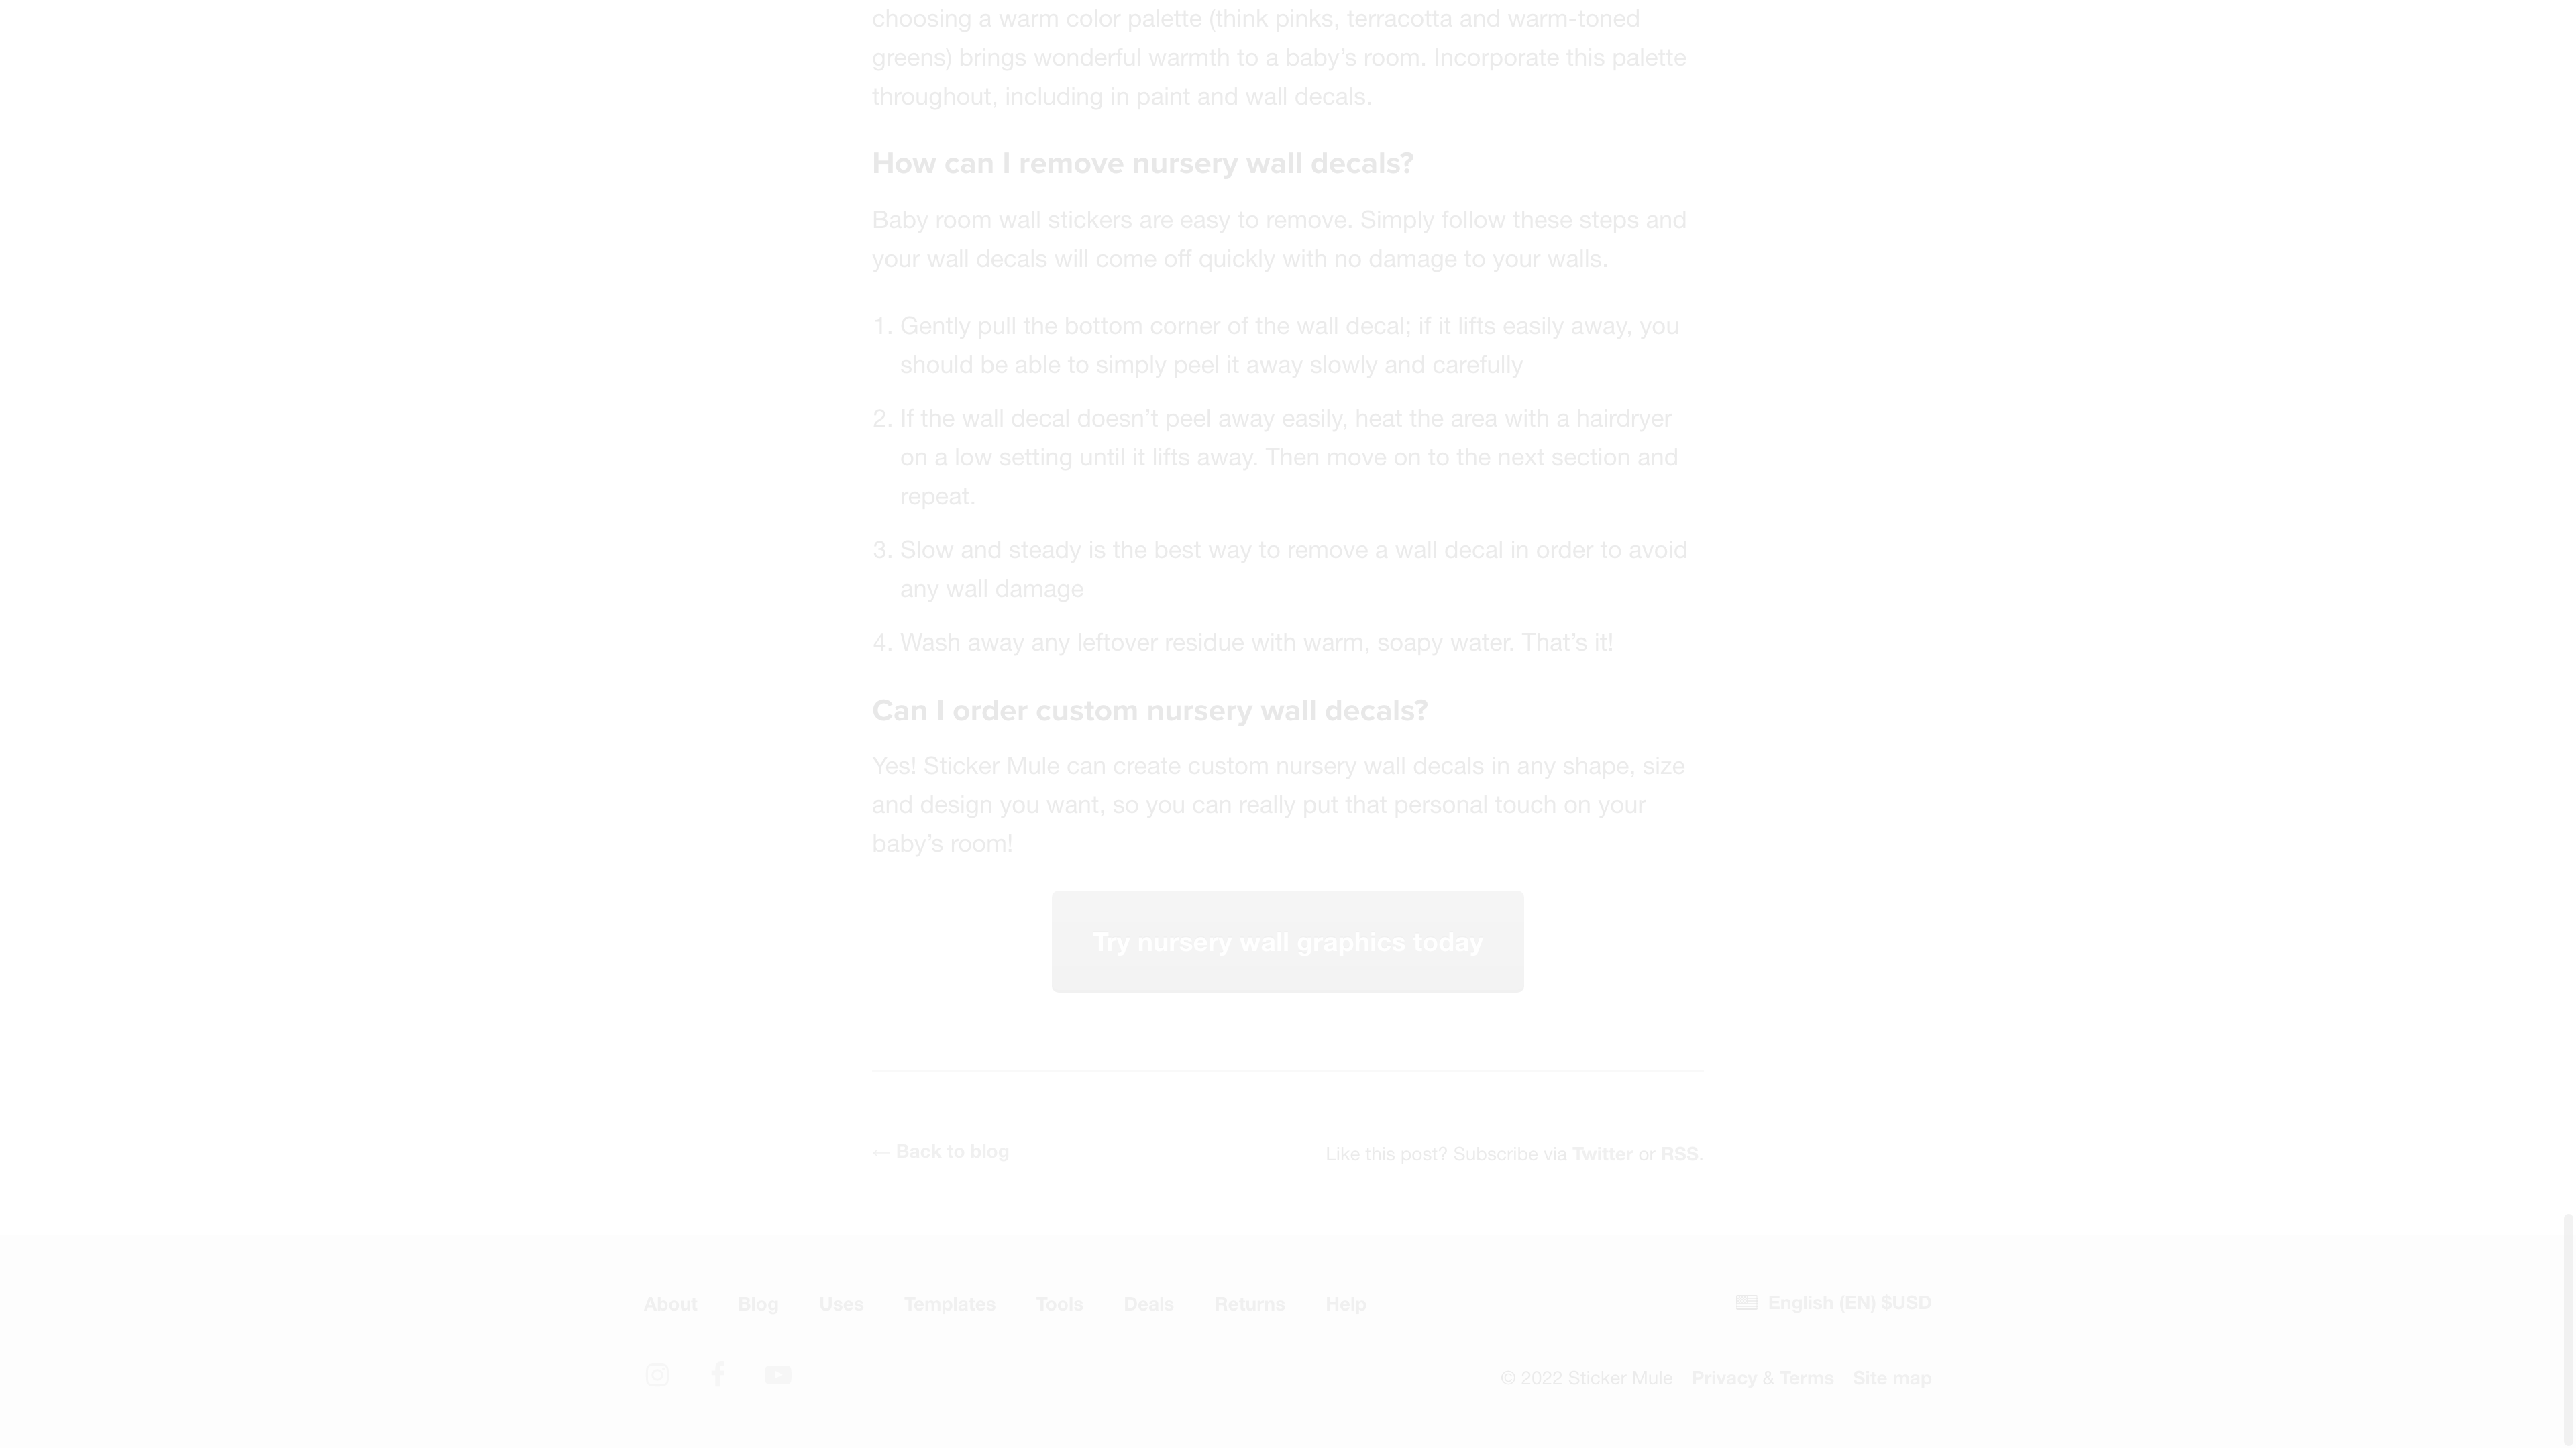 choosing a warm color palette (think pinks, terracotta and warm-toned
greens) brings wonderful warmth to a baby’s room. Incorporate this palette
throughout, including in paint and wall decals.
How can I remove nursery wall decals?
Baby room wall stickers are easy to remove. Simply follow these steps and
your wall decals will come off quickly with no damage to your walls.
1. Gently pull the bottom corner of the wall decal; if it lifts easily away, you
should be able to simply peel it away slowly and carefully
2. If the wall decal doesn’t peel away easily, heat the area with a hairdryer
on a low setting until it lifts away. Then move on to the next section and
repeat.
3. Slow and steady is the best way to remove a wall decal in order to avoid
any wall damage
4. Wash away any leftover residue with warm, soapy water. That’s it!
Can I order custom nursery wall decals?
Yes! Sticker Mule can create custom nursery wall decals in any shape, size
and design you want, so you can really put that personal touch on your
baby’s room!
Try nursery wall graphics today
← Back to blog
Like this post? Subscribe via Twitter or RSS.
About Blog Uses Templates Tools Deals Returns Help
English (EN) $USD
© 2022 Sticker Mule Privacy & Terms Site map